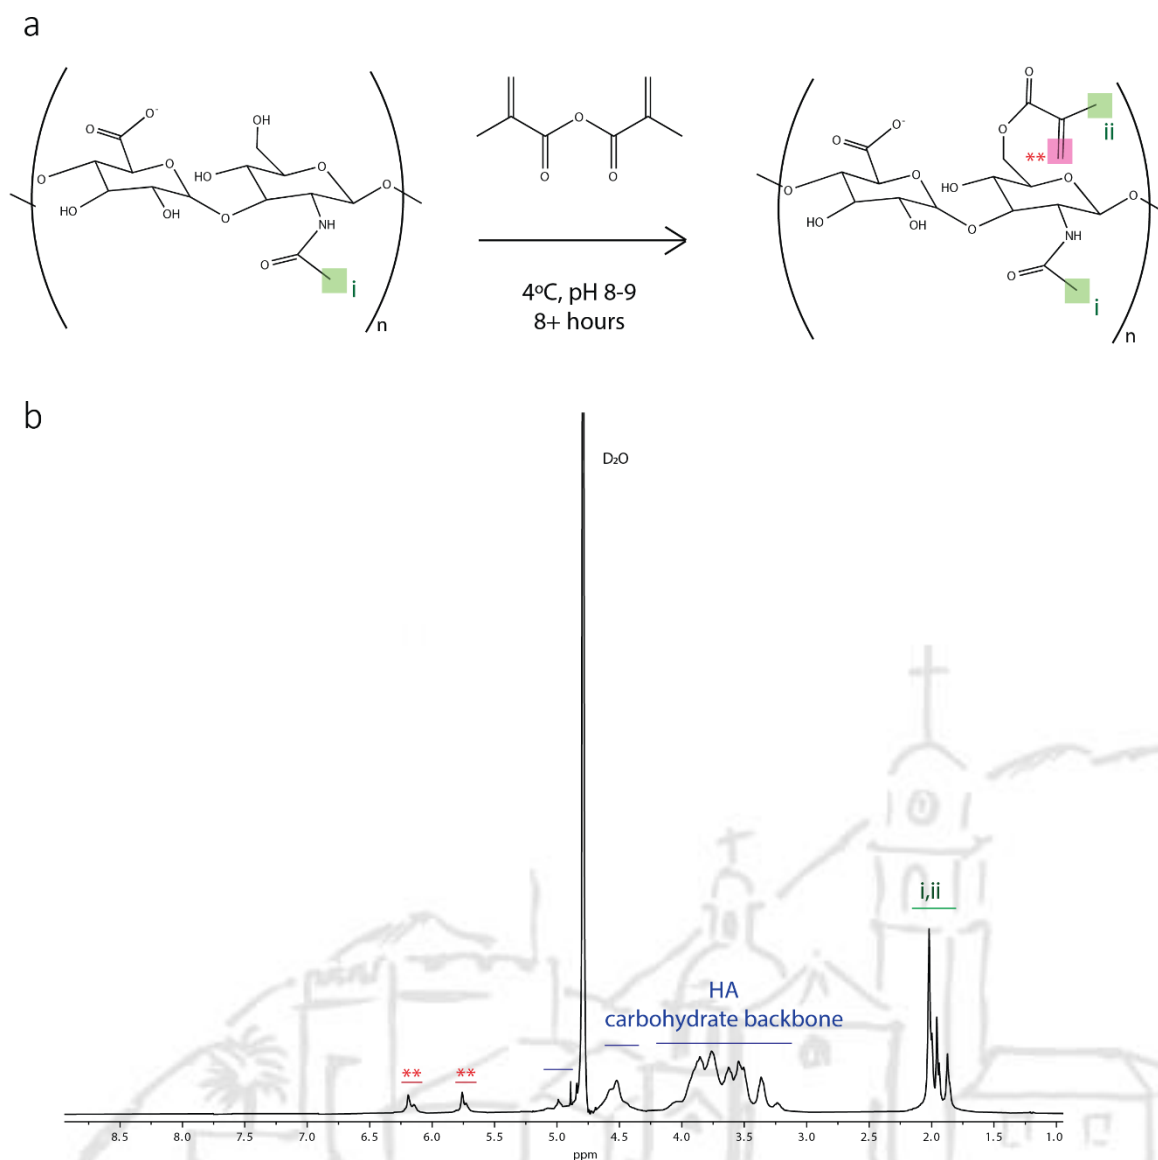 a
O
O⁻
O
O
HO
OH
O
OH
HO
O
NH
O
O
i
n
O
O
O
4ºC, pH 8-9
8+ hours
O
O
**
ii
O
O⁻
O
O
HO
OH
O
HO
O
NH
O
O
i
n
b
D₂O
i,ii
HA
carbohydrate backbone
**
**
8.5 8.0 7.5 7.0 6.5 6.0 5.5 5.0 4.5 4.0 3.5 3.0 2.5 2.0 1.5 1.0
ppm